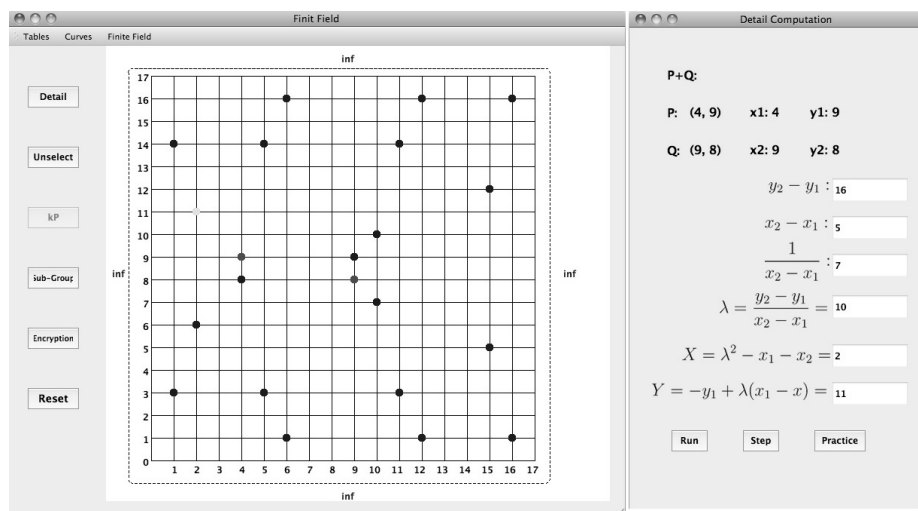 Finit Field
Tables Curves Finite Field
Detail
Unselect
kP
Sub-Group
Encryption
Reset
inf
17
16
15
14
13
12
11
10
9
8
7
6
5
4
3
2
1
0
1 2 3 4 5 6 7 8 9 10 11 12 13 14 15 16 17
inf
inf
inf
Detail Computation
P+Q:
P: (4, 9) x1: 4 y1: 9
Q: (9, 8) x2: 9 y2: 8
y₂ − y₁ : 16
x₂ − x₁ : 5
1/(x₂ − x₁) : 7
λ = (y₂ − y₁)/(x₂ − x₁) = 10
X = λ² − x₁ − x₂ = 2
Y = −y₁ + λ(x₁ − x) = 11
Run Step Practice